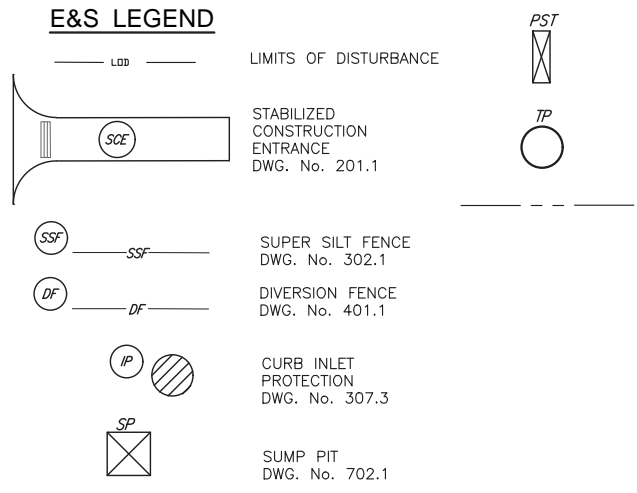 E&S LEGEND
LOD
LIMITS OF DISTURBANCE
SCE
STABILIZED
CONSTRUCTION
ENTRANCE
DWG. No. 201.1
SSF
SSF
SUPER SILT FENCE
DWG. No. 302.1
DF
DF
DIVERSION FENCE
DWG. No. 401.1
IP
CURB INLET
PROTECTION
DWG. No. 307.3
SP
SUMP PIT
DWG. No. 702.1
PST
TP